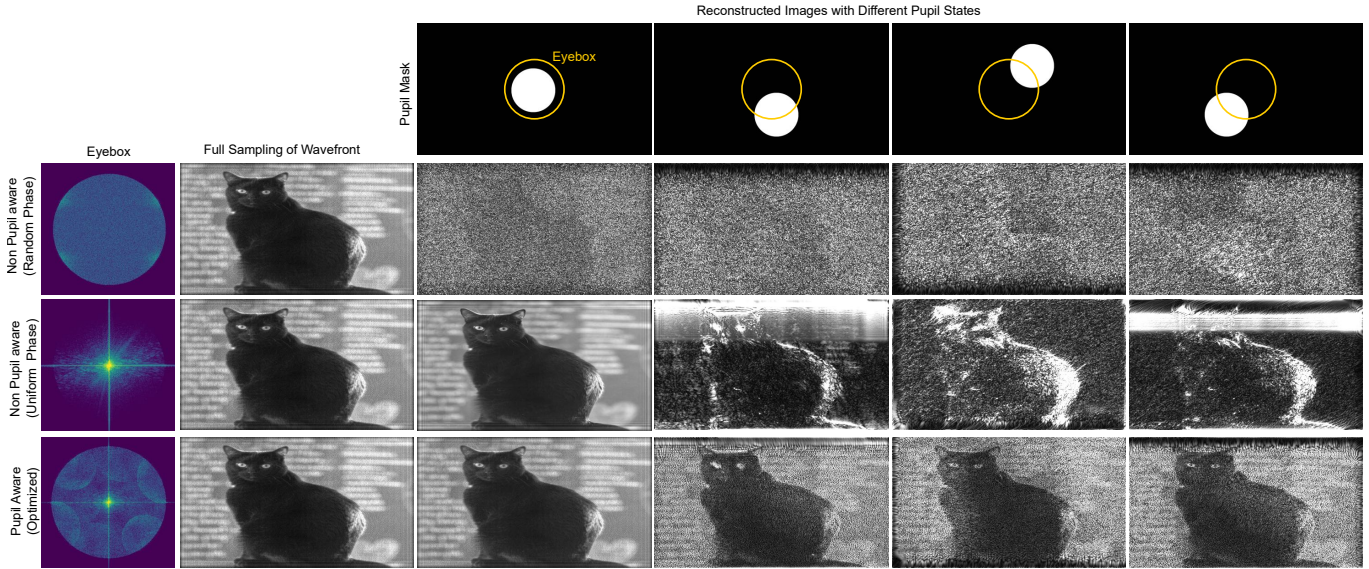 Reconstructed Images with Different Pupil States
Pupil Mask
Eyebox
Eyebox
Full Sampling of Wavefront
Non Pupil aware
(Random Phase)
Non Pupil aware
(Uniform Phase)
Pupil Aware
(Optimized)